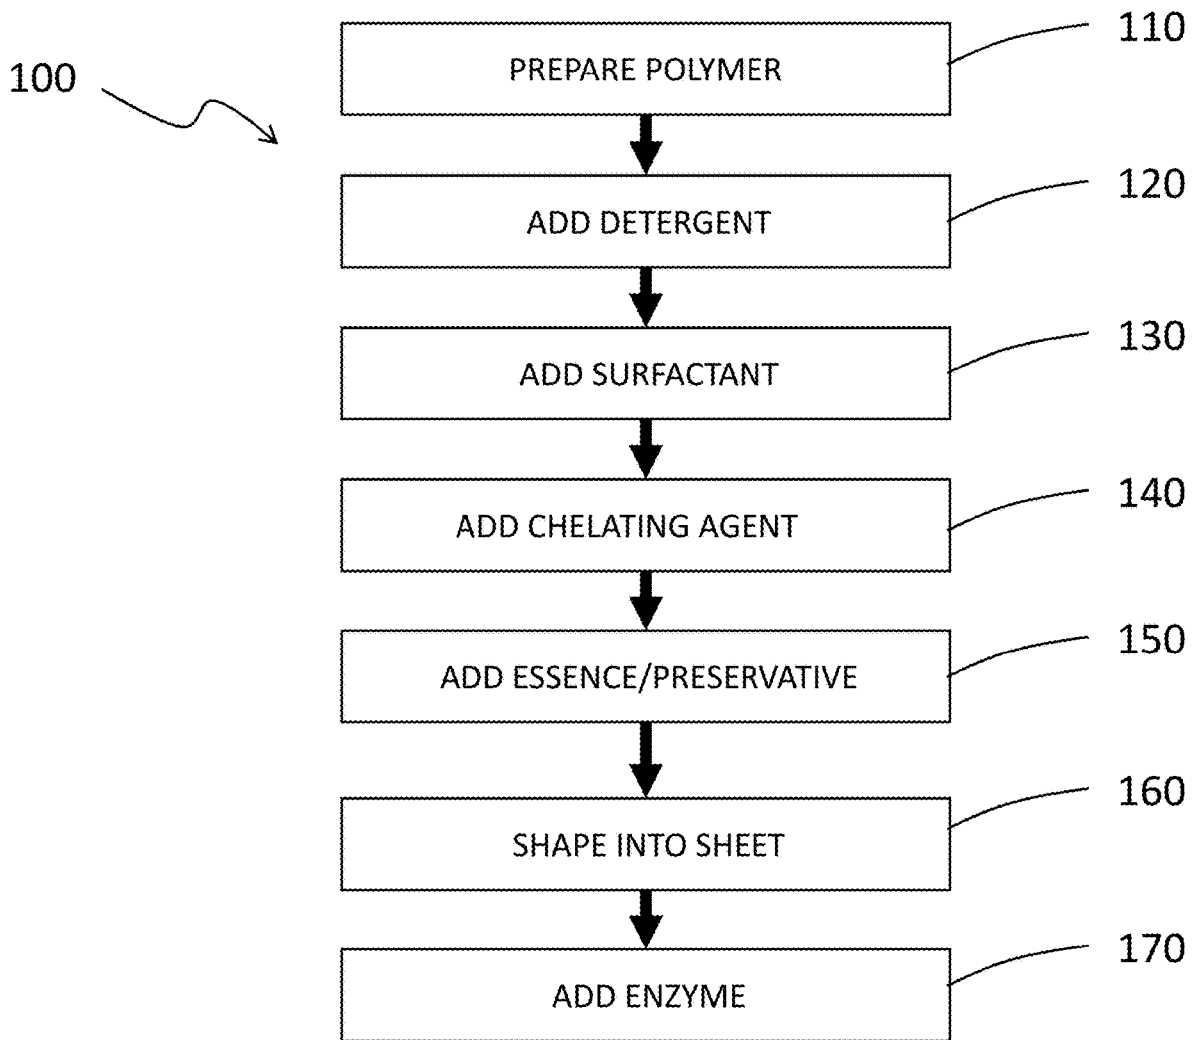 110
100
PREPARE POLYMER
120
ADD DETERGENT
130
ADD SURFACTANT
140
ADD CHELATING AGENT
150
ADD ESSENCE/PRESERVATIVE
160
SHAPE INTO SHEET
170
ADD ENZYME